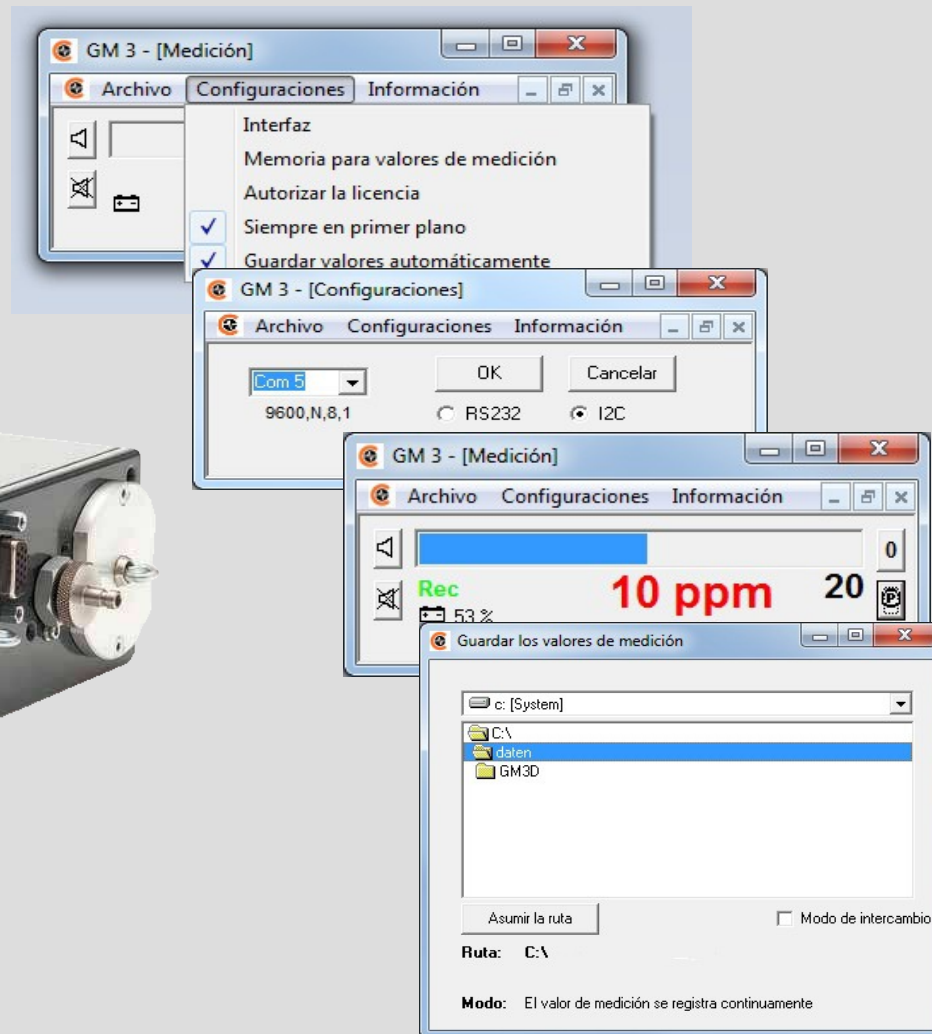 GM 3 - [Medición]
Archivo Configuraciones Información
Interfaz
Memoria para valores de medición
Autorizar la licencia
Siempre en primer plano
Guardar valores automáticamente
GM 3 - [Configuraciones]
Archivo Configuraciones Información
Com 5 OK Cancelar
9600,N,8,1 RS232 I2C
GM 3 - [Medición]
Archivo Configuraciones Información
0
Rec 10 ppm 20 P
53 %
Guardar los valores de medición
c: [System]
C:\
daten
GM3D
Asumir la ruta Modo de intercambio
Ruta: C:\
Modo: El valor de medición se registra continuamente